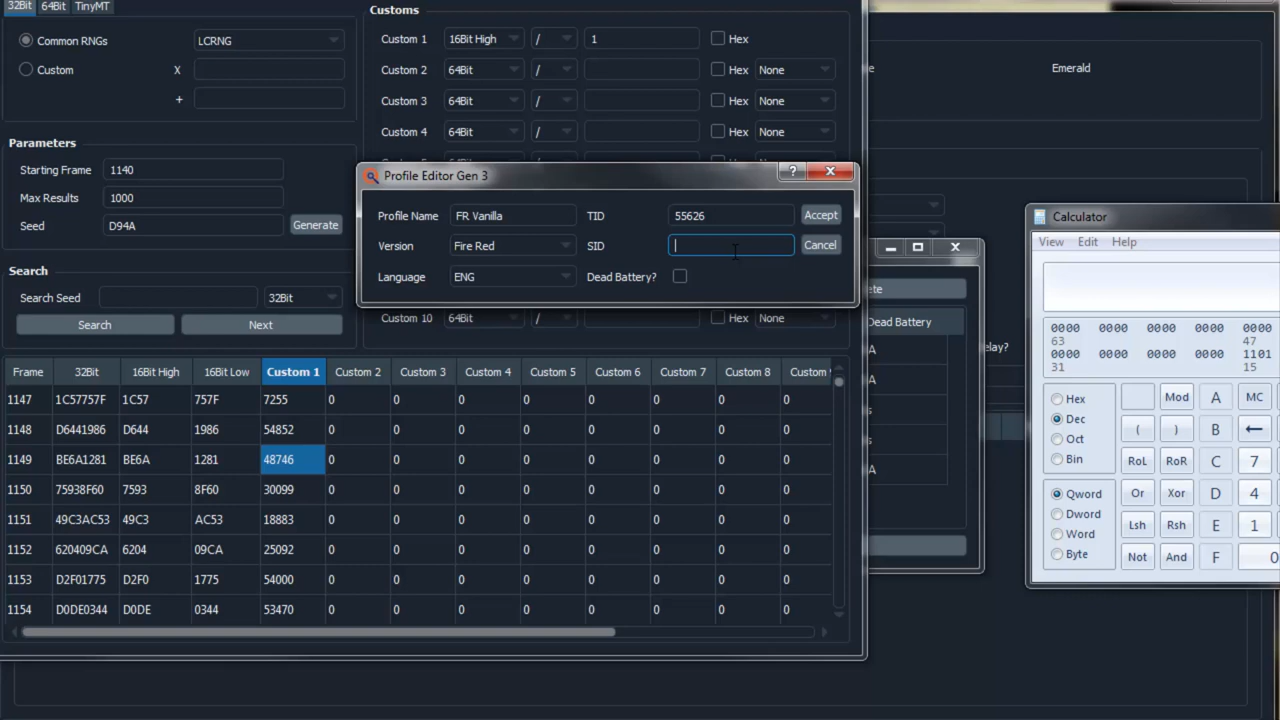 32Bit 64Bit TinyMT
Common RNGs LCRNG
Custom X
+
Parameters
Starting Frame 1140
Max Results 1000
Seed D94A Generate
Search
Search Seed 32Bit
Search Next
Customs
Custom 1 16Bit High / 1 Hex
Custom 2 64Bit / Hex None
Custom 3 64Bit / Hex None
Custom 4 64Bit / Hex None
Emerald
Profile Editor Gen 3 ?
Profile Name FR Vanilla TID 55626 Accept
Version Fire Red SID Cancel
Language ENG Dead Battery?
Custom 10 64Bit / Hex None
Frame 32Bit 16Bit High 16Bit Low Custom 1 Custom 2 Custom 3 Custom 4 Custom 5 Custom 6 Custom 7 Custom 8 Custom
1147 1C57757F 1C57 757F 7255 0 0 0 0 0 0 0 0
1148 D6441986 D644 1986 54852 0 0 0 0 0 0 0 0
1149 BE6A1281 BE6A 1281 48746 0 0 0 0 0 0 0 0
1150 75938F60 7593 8F60 30099 0 0 0 0 0 0 0 0
1151 49C3AC53 49C3 AC53 18883 0 0 0 0 0 0 0 0
1152 620409CA 6204 09CA 25092 0 0 0 0 0 0 0 0
1153 D2F01775 D2F0 1775 54000 0 0 0 0 0 0 0 0
1154 D0DE0344 D0DE 0344 53470 0 0 0 0 0 0 0 0
Dead Battery
elay?
Calculator
View Edit Help
0000 0000 0000 0000 0000
63 47
0000 0000 0000 0000 1101
31 15
Hex Mod A MC
Dec ( ) B ←
Oct
Bin RoL RoR C 7
Qword Or Xor D 4
Dword Lsh Rsh E 1
Word
Byte Not And F 0